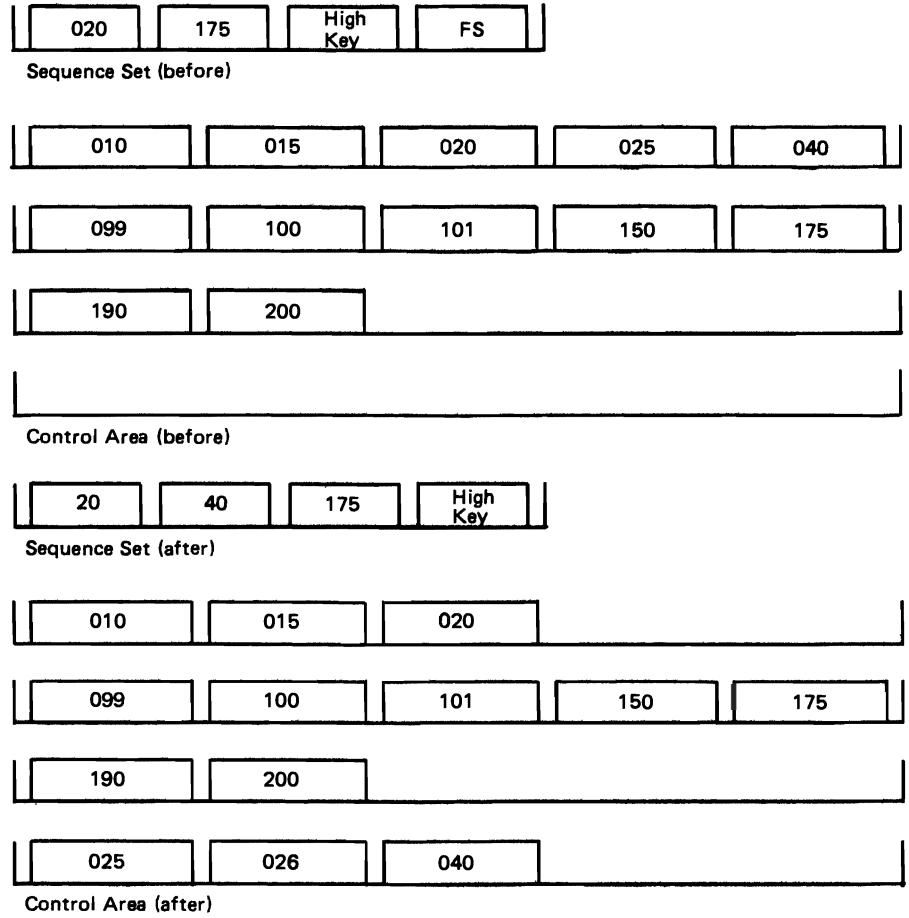 020 175 High Key FS
Sequence Set (before)
010 015 020 025 040
099 100 101 150 175
190 200
Control Area (before)
20 40 175 High Key
Sequence Set (after)
010 015 020
099 100 101 150 175
190 200
025 026 040
Control Area (after)